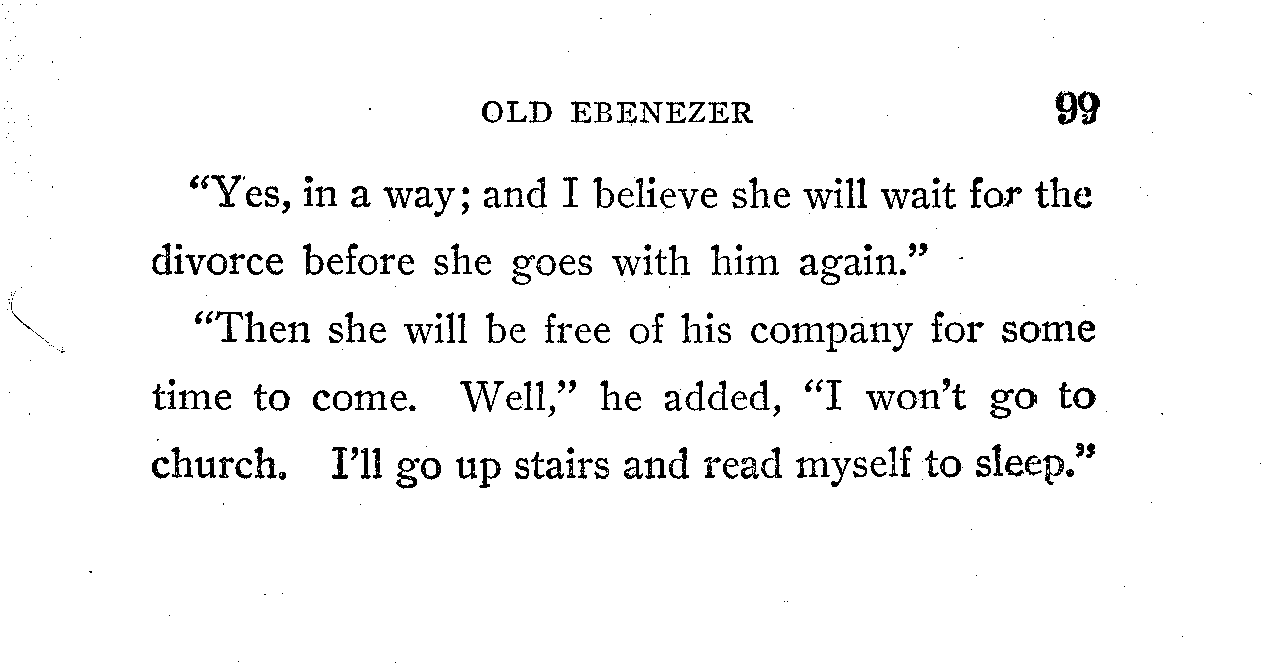 OLD EBENEZER 99
“Yes, in a way; and I believe she will wait for the
divorce before she goes with him again.”
“Then she will be free of his company for some
time to come. Well,” he added, “I won’t go to
church. I’ll go up stairs and read myself to sleep.”